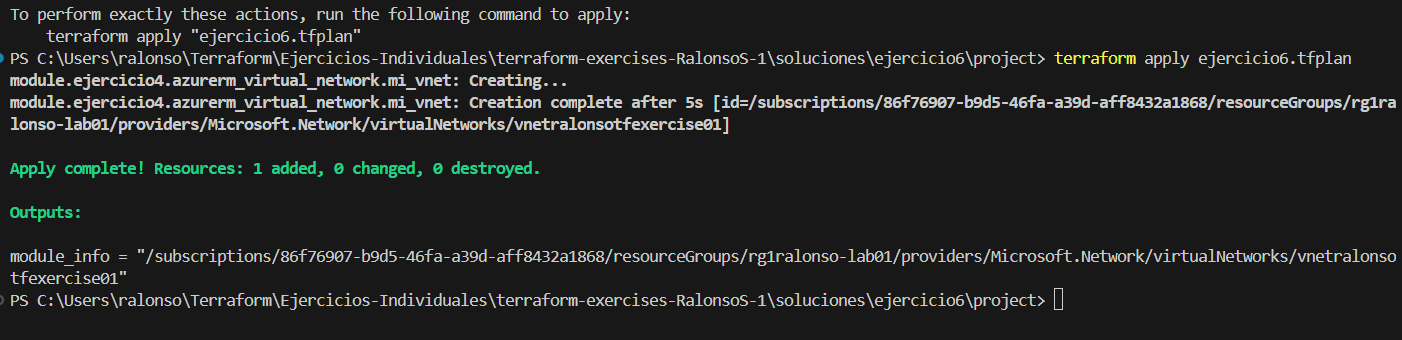 To perform exactly these actions, run the following command to apply:
    terraform apply "ejercicio6.tfplan"
PS C:\Users\ralonso\Terraform\Ejercicios-Individuales\terraform-exercises-RalonsoS-1\soluciones\ejercicio6\project> terraform apply ejercicio6.tfplan
module.ejercicio4.azurerm_virtual_network.mi_vnet: Creating...
module.ejercicio4.azurerm_virtual_network.mi_vnet: Creation complete after 5s [id=/subscriptions/86f76907-b9d5-46fa-a39d-aff8432a1868/resourceGroups/rg1ra
lonso-lab01/providers/Microsoft.Network/virtualNetworks/vnetralonsotfexercise01]
Apply complete! Resources: 1 added, 0 changed, 0 destroyed.
Outputs:
module_info = "/subscriptions/86f76907-b9d5-46fa-a39d-aff8432a1868/resourceGroups/rg1ralonso-lab01/providers/Microsoft.Network/virtualNetworks/vnetralonso
tfexercise01"
PS C:\Users\ralonso\Terraform\Ejercicios-Individuales\terraform-exercises-RalonsoS-1\soluciones\ejercicio6\project>